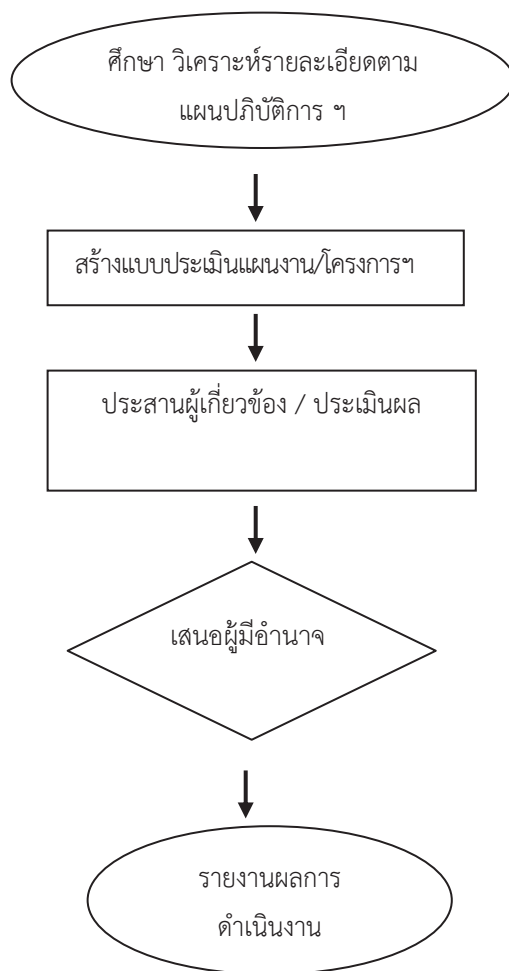 ศึกษา วิเคราะห์รายละเอียดตาม
แผนปฏิบัติการ ฯ
สร้างแบบประเมินแผนงาน/โครงการฯ
ประสานผู้เกี่ยวข้อง / ประเมินผล
เสนอผู้มีอำนาจ
รายงานผลการ
ดำเนินงาน